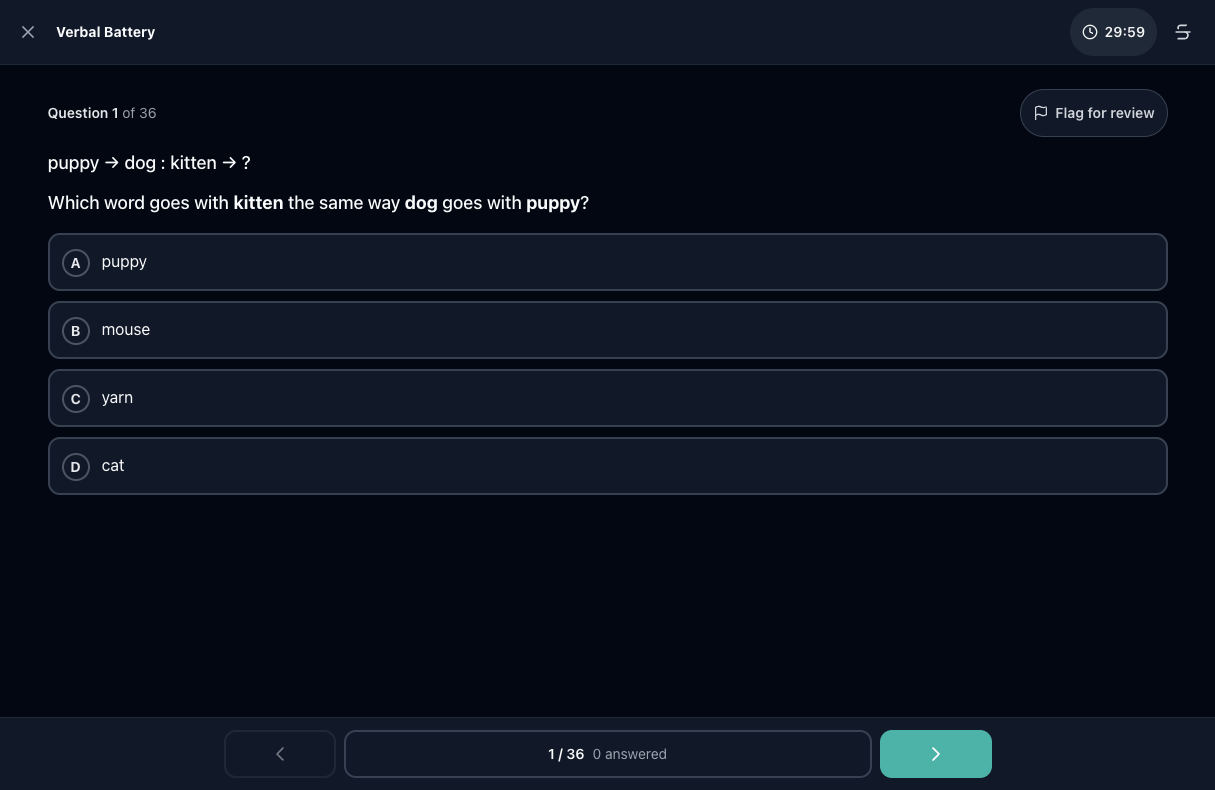 Verbal Battery
29:59
Question 1 of 36
Flag for review
puppy → dog : kitten → ?
Which word goes with kitten the same way dog goes with puppy?
A puppy
B mouse
C yarn
D cat
1 / 36 0 answered